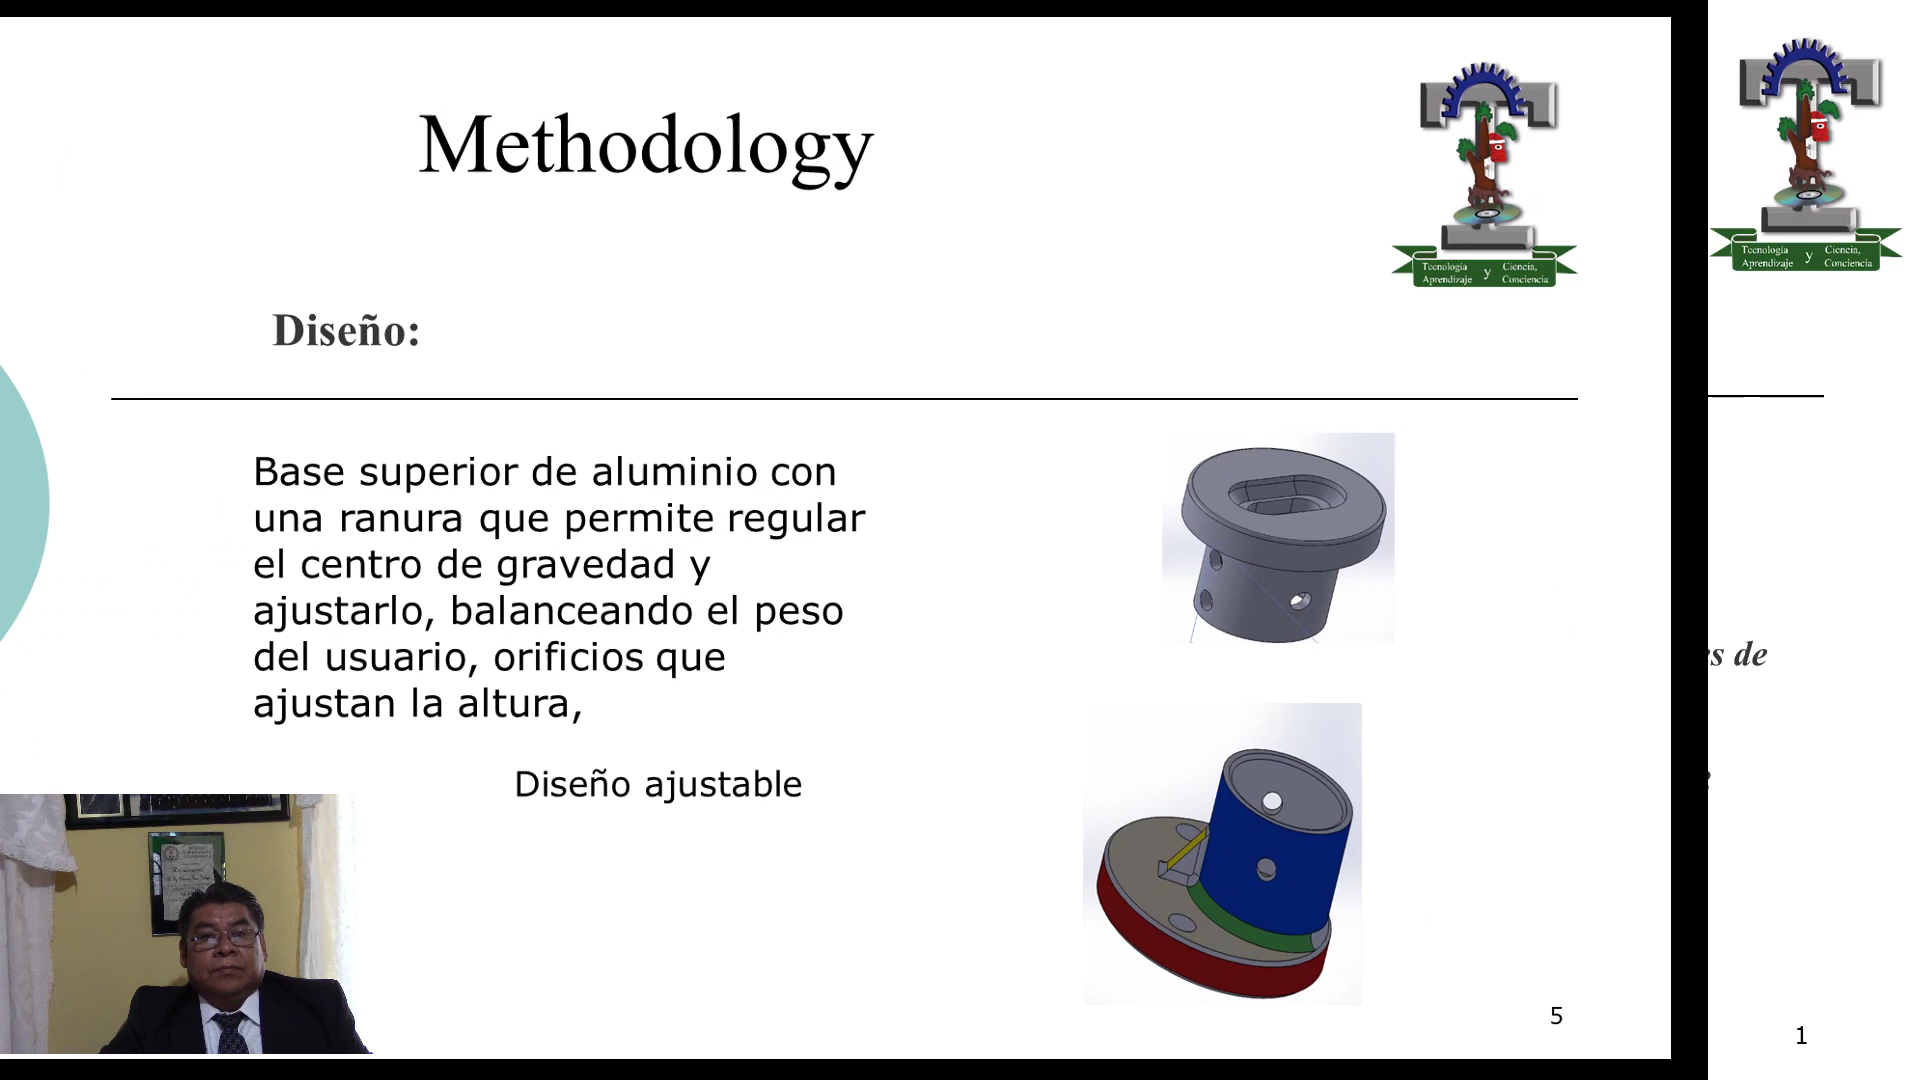 Methodology
Tecnología y Ciencia,
Aprendizaje Conciencia
Tecnología y Ciencia,
Aprendizaje Conciencia
Diseño:
Base superior de aluminio con
una ranura que permite regular
el centro de gravedad y
ajustarlo, balanceando el peso
del usuario, orificios que
ajustan la altura,
de
Diseño ajustable
5
1